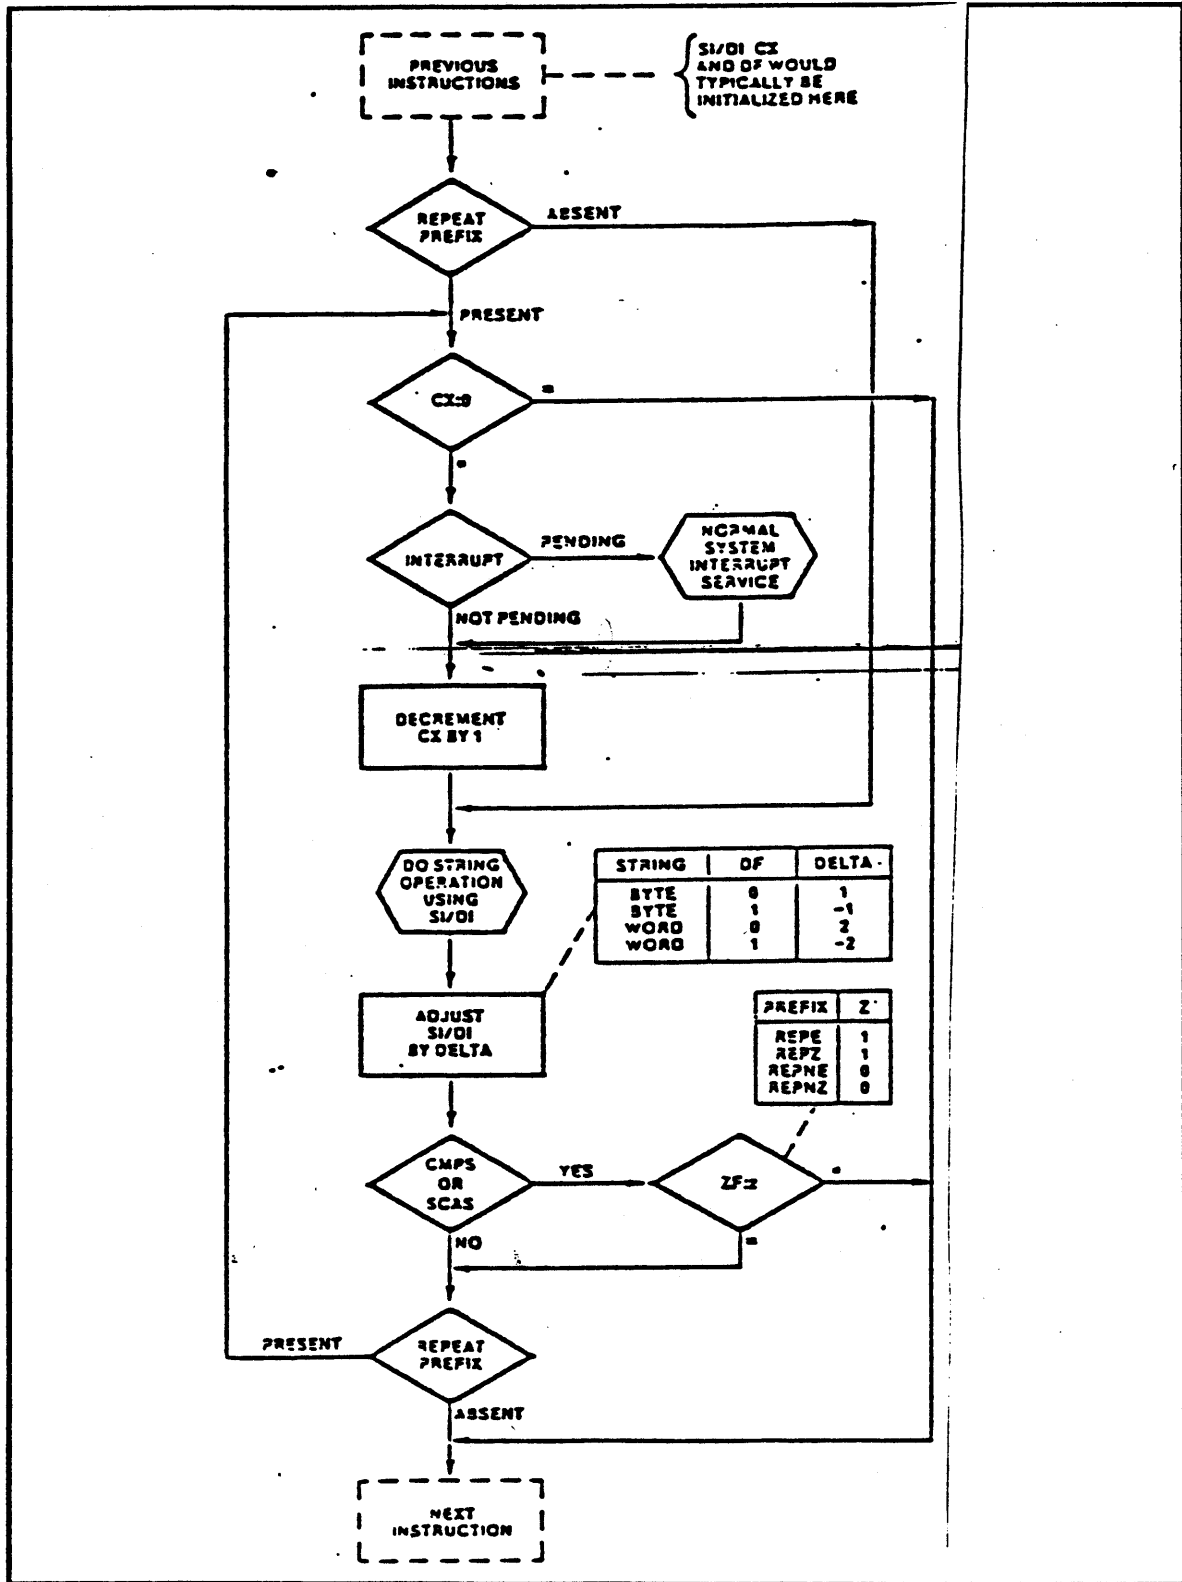 PREVIOUS
INSTRUCTIONS
SI/DI CX
AND DF WOULD
TYPICALLY BE
INITIALIZED HERE
REPEAT
PREFIX
ABSENT
PRESENT
CX:0
=
INTERRUPT
PENDING
NORMAL
SYSTEM
INTERRUPT
SERVICE
NOT PENDING
DECREMENT
CX BY 1
DO STRING
OPERATION
USING
SI/DI
STRING DF DELTA
BYTE 0 1
BYTE 1 -1
WORD 0 2
WORD 1 -2
ADJUST
SI/DI
BY DELTA
PREFIX Z
REPE 1
REPZ 1
REPNE 0
REPNZ 0
CMPS
OR
SCAS
YES
ZF:z
NO
=
REPEAT
PREFIX
PRESENT
ABSENT
NEXT
INSTRUCTION